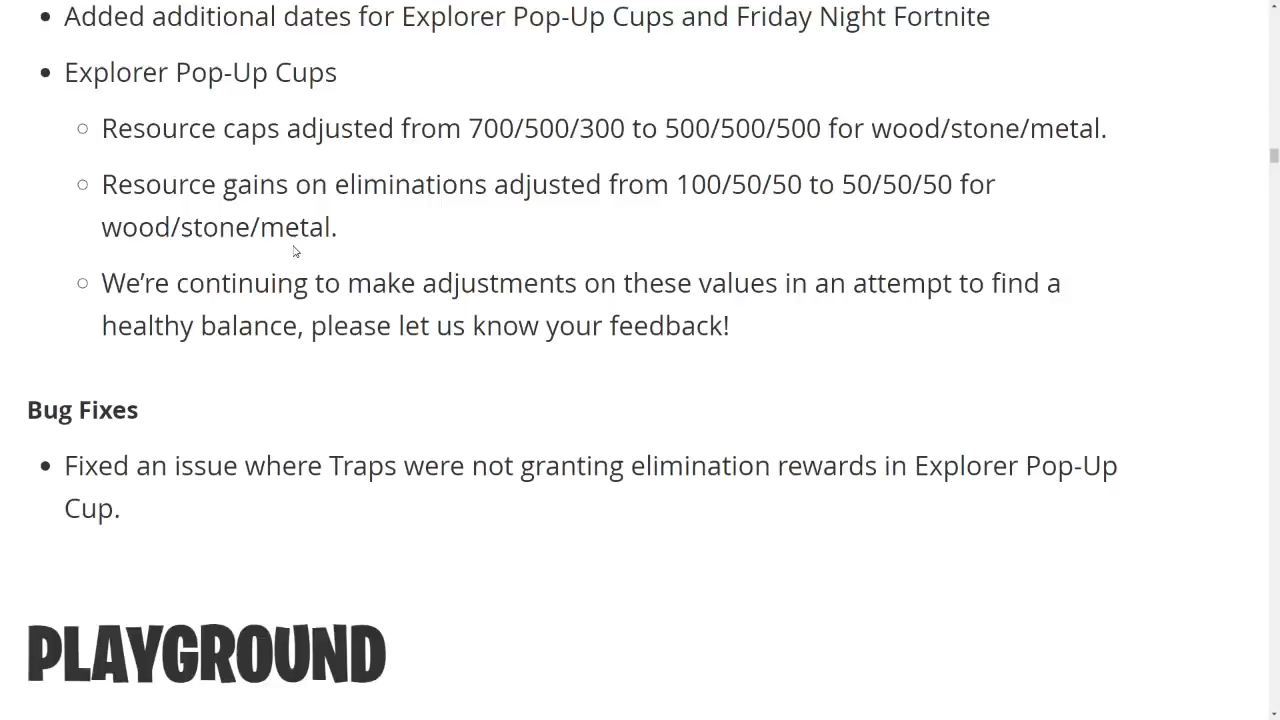 Added additional dates for Explorer Pop-Up Cups and Friday Night Fortnite
Explorer Pop-Up Cups
Resource caps adjusted from 700/500/300 to 500/500/500 for wood/stone/metal.
Resource gains on eliminations adjusted from 100/50/50 to 50/50/50 for
wood/stone/metal.
We’re continuing to make adjustments on these values in an attempt to find a
healthy balance, please let us know your feedback!
Bug Fixes
Fixed an issue where Traps were not granting elimination rewards in Explorer Pop-Up
Cup.
PLAYGROUND